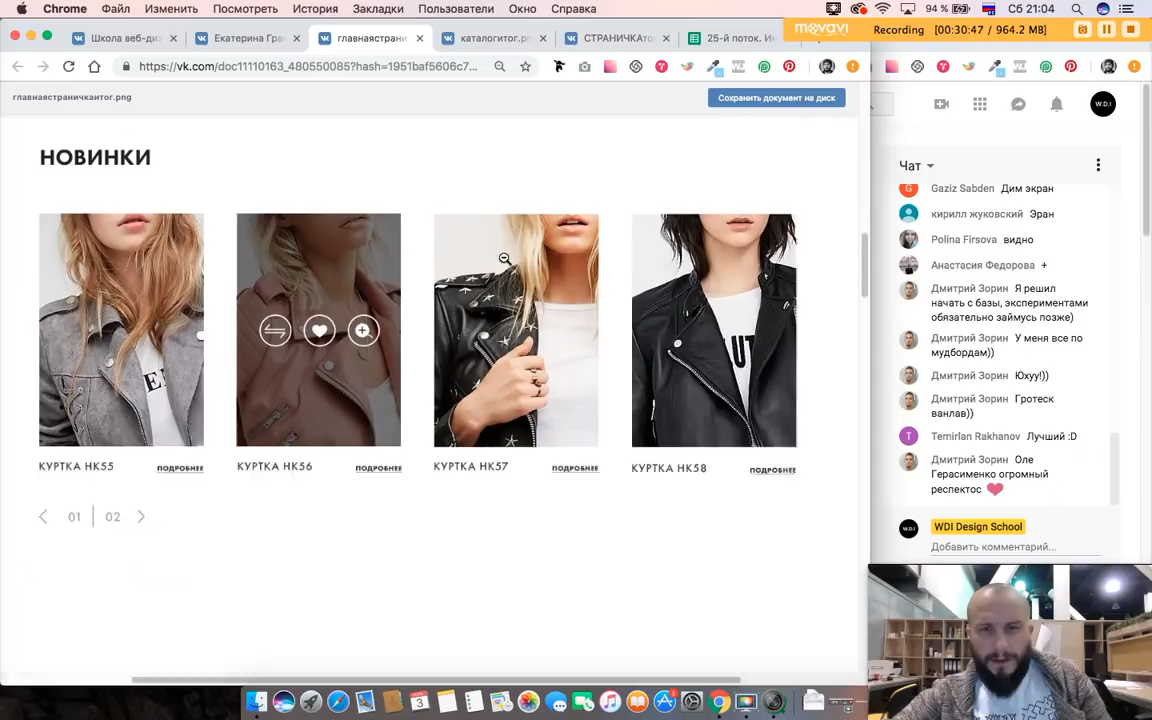 Chrome Файл Изменить Посмотреть История Закладки Пользователи Окно Справка
94 % Сб 21:04
movavi Recording [00:30:47 / 964.2 MB]
Школа веб-диз
Екатерина Гра
главнаястрани
каталогитог.pn
СТРАНИЧКАито
25-й поток. Ин
https://vk.com/doc11110163_480550085?hash=1951baf5606c7...
главнаястраничкаитог.png
Сохранить документ на диск
НОВИНКИ
КУРТКА НК55 ПОДРОБНЕЕ
КУРТКА НК56 ПОДРОБНЕЕ
КУРТКА НК57 ПОДРОБНЕЕ
КУРТКА НК58 ПОДРОБНЕЕ
01 02
W.D.I
Чат
Gaziz Sabden Дим экран
кирилл жуковский Эран
Polina Firsova видно
Анастасия Федорова +
Дмитрий Зорин Я решил
начать с базы, экспериментами
обязательно займусь позже)
Дмитрий Зорин У меня все по
мудбордам))
Дмитрий Зорин Юхуу!))
Дмитрий Зорин Гротеск
ванлав))
Temirlan Rakhanov Лучший :D
Дмитрий Зорин Оле
Герасименко огромный
респектос
WDI Design School
Добавить комментарий...